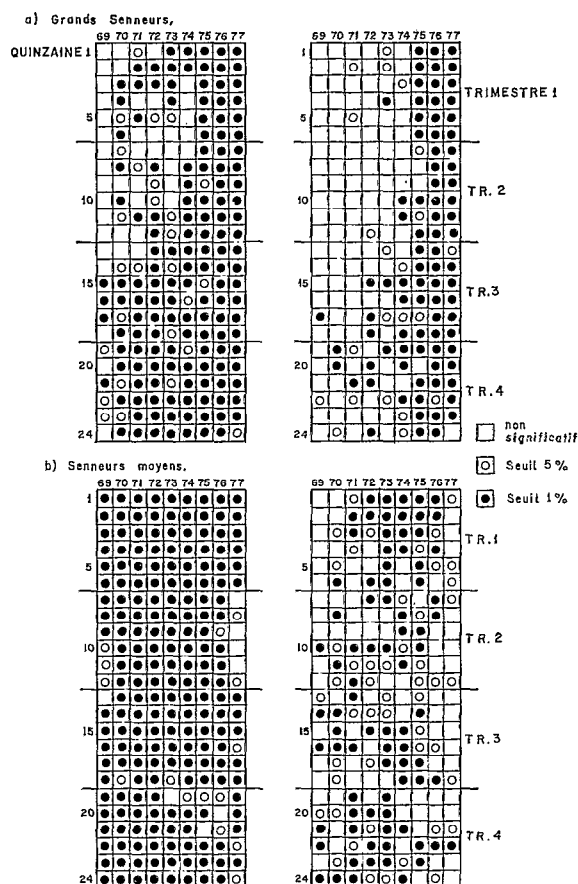 a) Grands Senneurs,
69 70 71 72 73 74 75 76 77
69 70 71 72 73 74 75 76 77
QUINZAINE 1
1
TRIMESTRE 1
5
5
TR. 2
10
10
15
15
TR.3
20
20
TR.4
24
24
non significatif
Seuil 5%
Seuil 1%
b) Senneurs moyens.
69 70 71 72 73 74 75 76 77
69 70 71 72 73 74 75 76 77
1
1
TR.1
5
5
TR.2
10
10
15
15
TR.3
20
20
TR.4
24
24